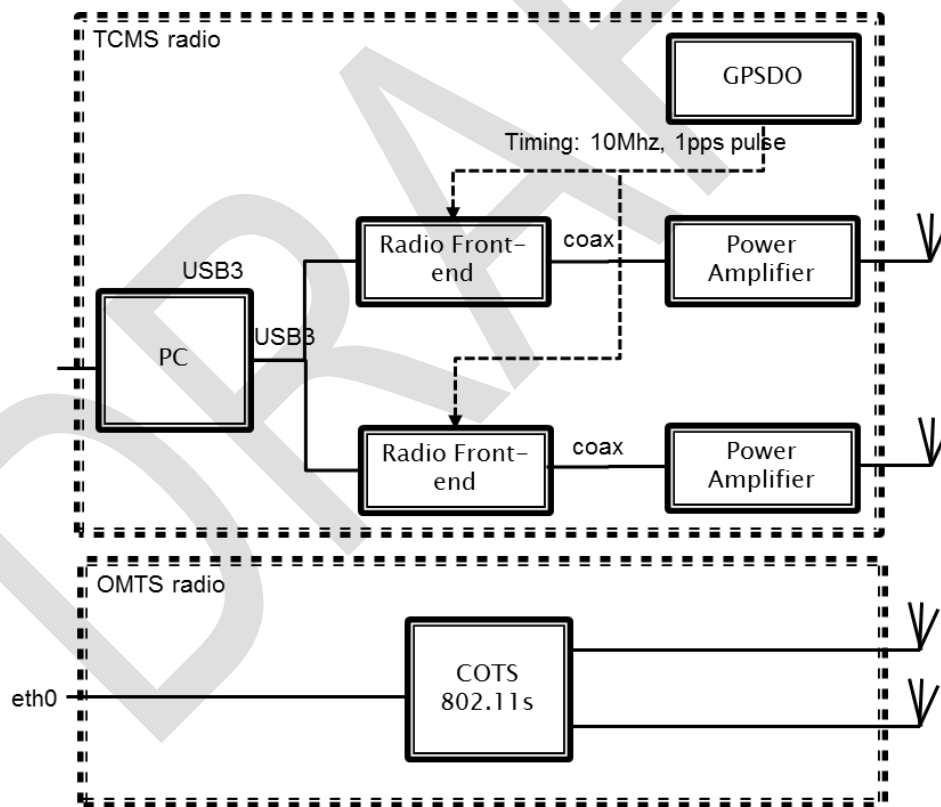 TCMS radio
GPSDO
Timing: 10Mhz, 1pps pulse
Radio Front-
end
coax
Power
Amplifier
USB3
USB3
PC
Radio Front-
end
coax
Power
Amplifier
OMTS radio
eth0
COTS
802.11s
DRAF